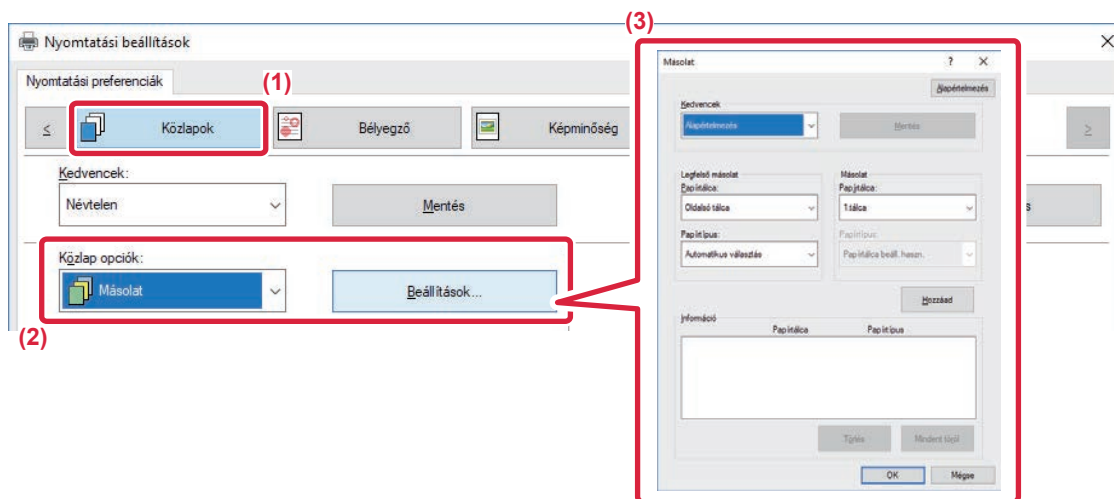 (3)
Nyomtatási beállítások
Nyomtatási preferenciák
(1)
<
Közlapok
Bélyegző
Képminőség
>
Kedvencek:
Névtelen
Mentés
s
Közlap opciók:
Másolat
Beállítások...
(2)
Másolat
?
Alapértelmezés
Kedvencek
Alapértelmezés
Mentés
Legfelső másolat
Másolat
Papírtálca:
Papírtálca:
Oldalsó tálca
1.tálca
Papírtípus:
Papírtípus:
Automatikus választás
Papírtálca beáll. haszn.
Hozzáad
Információ
Papírtálca
Papírtípus
Törlés
Mindent töröl
OK
Mégse